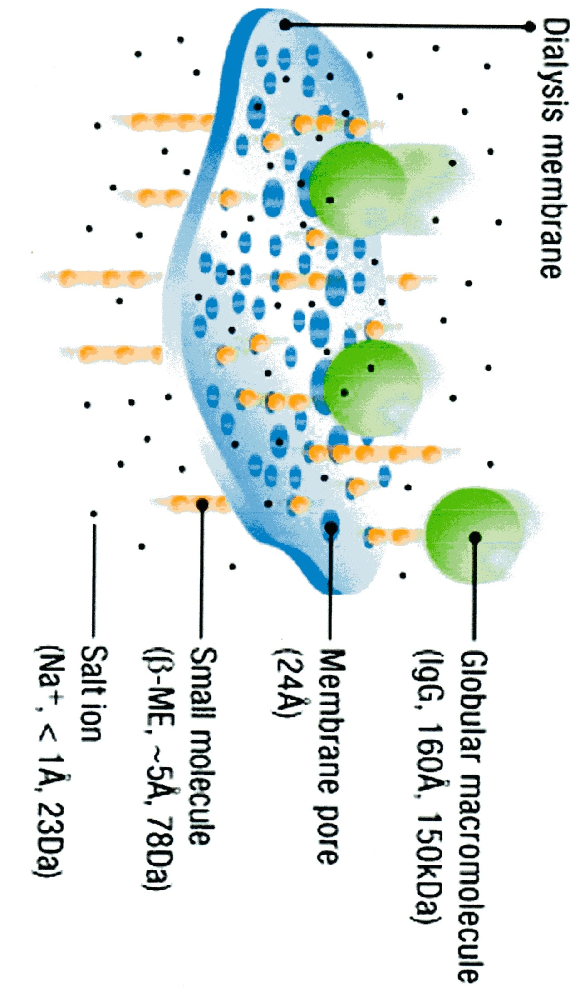 Dialysis membrane
Globular macromolecule
(IgG, 160Å, 150kDa)
Membrane pore
(24Å)
Small molecule
(β-ME, ~5Å, 78Da)
Salt ion
(Na⁺, < 1Å, 23Da)